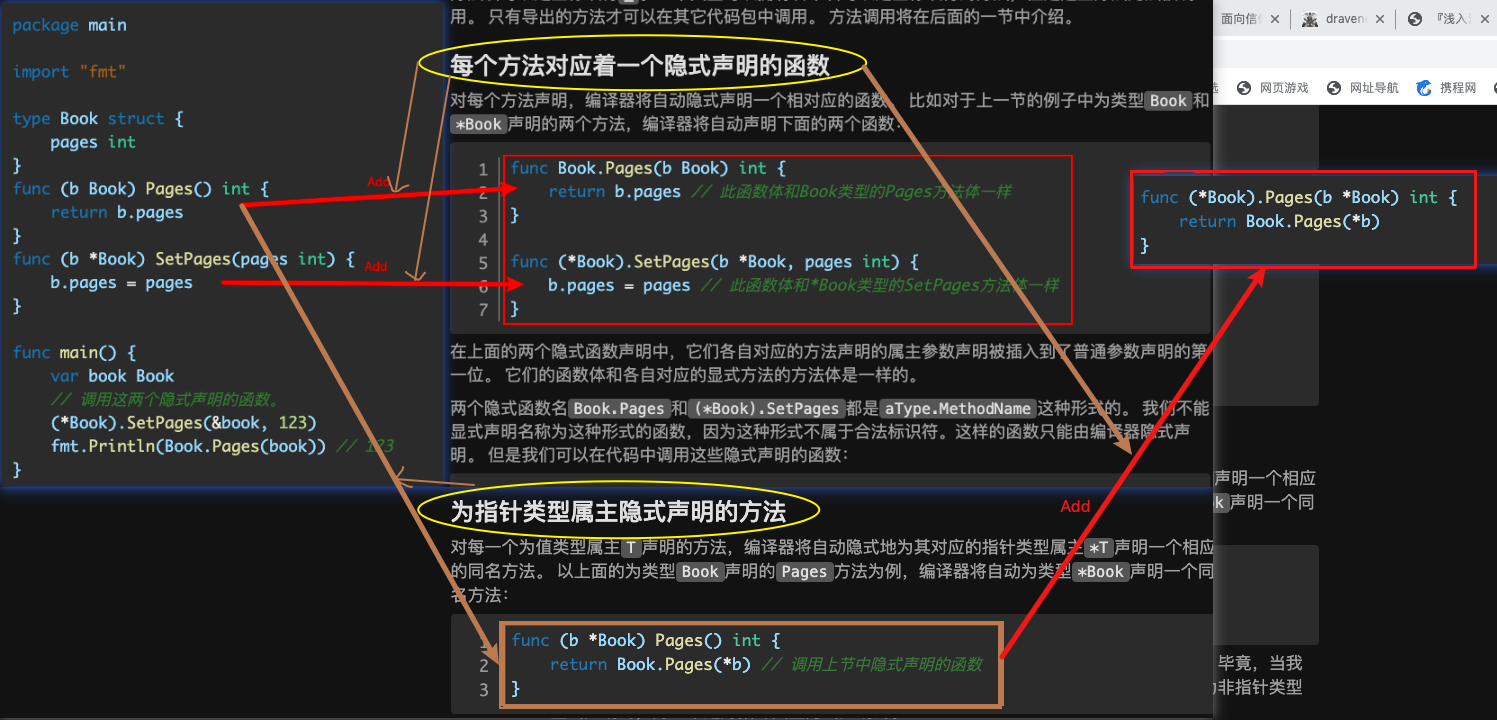 package main
import "fmt"
type Book struct {
    pages int
}
func (b Book) Pages() int {
    return b.pages
}
func (b *Book) SetPages(pages int) {
    b.pages = pages
}
func main() {
    var book Book
    // 调用这两个隐式声明的函数。
    (*Book).SetPages(&book, 123)
    fmt.Println(Book.Pages(book)) // 123
}
Add
Add
用。 只有导出的方法才可以在其它代码包中调用。 方法调用将在后面的一节中介绍。
每个方法对应着一个隐式声明的函数
对每个方法声明，编译器将自动隐式声明一个相对应的函数。 比如对于上一节的例子中为类型Book和
*Book声明的两个方法，编译器将自动声明下面的两个函数：
1 func Book.Pages(b Book) int {
2     return b.pages // 此函数体和Book类型的Pages方法体一样
3 }
4
5 func (*Book).SetPages(b *Book, pages int) {
6     b.pages = pages // 此函数体和*Book类型的SetPages方法体一样
7 }
在上面的两个隐式函数声明中，它们各自对应的方法声明的属主参数声明被插入到了普通参数声明的第
一位。 它们的函数体和各自对应的显式方法的方法体是一样的。
两个隐式函数名Book.Pages和(*Book).SetPages都是aType.MethodName这种形式的。 我们不能
显式声明名称为这种形式的函数，因为这种形式不属于合法标识符。这样的函数只能由编译器隐式声
明。 但是我们可以在代码中调用这些隐式声明的函数：
为指针类型属主隐式声明的方法
Add
对每一个为值类型属主T声明的方法，编译器将自动隐式地为其对应的指针类型属主*T声明一个相应
的同名方法。 以上面的为类型Book声明的Pages方法为例，编译器将自动为类型*Book声明一个同
名方法：
1 func (b *Book) Pages() int {
2     return Book.Pages(*b) // 调用上节中隐式声明的函数
3 }
面向信 × draven × 『浅入 ×
网页游戏 网址导航 携程网
func (*Book).Pages(b *Book) int {
    return Book.Pages(*b)
}
声明一个相应
k声明一个同
毕竟，当我
非指针类型